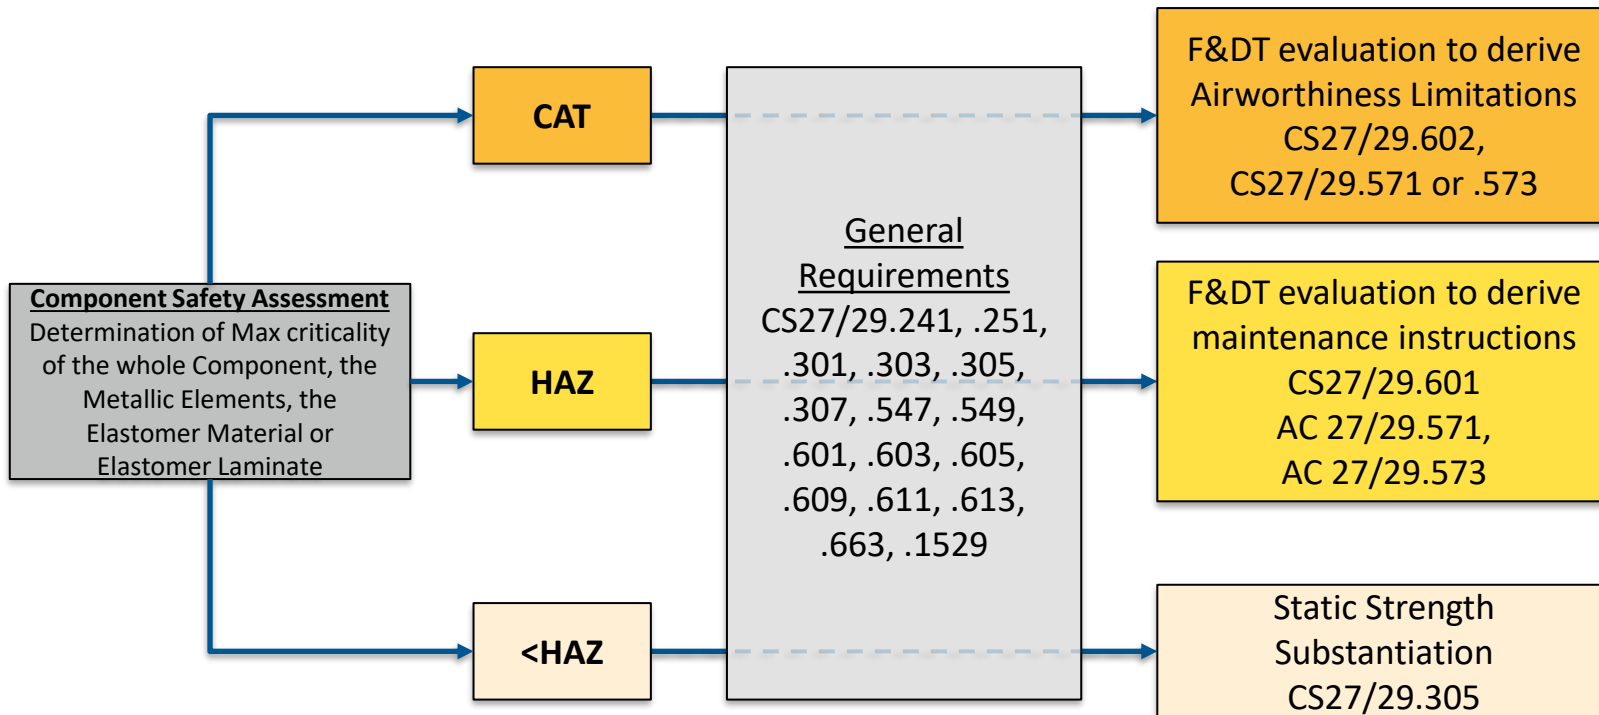 Component Safety Assessment
Determination of Max criticality
of the whole Component, the
Metallic Elements, the
Elastomer Material or
Elastomer Laminate
CAT
HAZ
<HAZ
General
Requirements
CS27/29.241, .251,
.301, .303, .305,
.307, .547, .549,
.601, .603, .605,
.609, .611, .613,
.663, .1529
F&DT evaluation to derive
Airworthiness Limitations
CS27/29.602,
CS27/29.571 or .573
F&DT evaluation to derive
maintenance instructions
CS27/29.601
AC 27/29.571,
AC 27/29.573
Static Strength
Substantiation
CS27/29.305